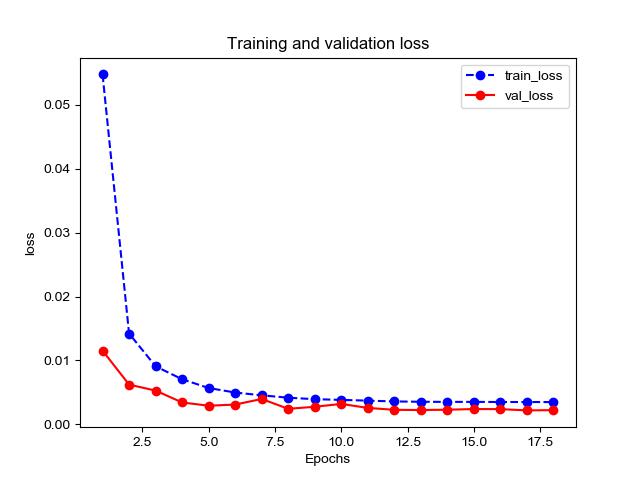 Training and validation loss
train_loss
val_loss
0.05
0.04
0.03
0.02
0.01
0.00
loss
2.5 5.0 7.5 10.0 12.5 15.0 17.5
Epochs